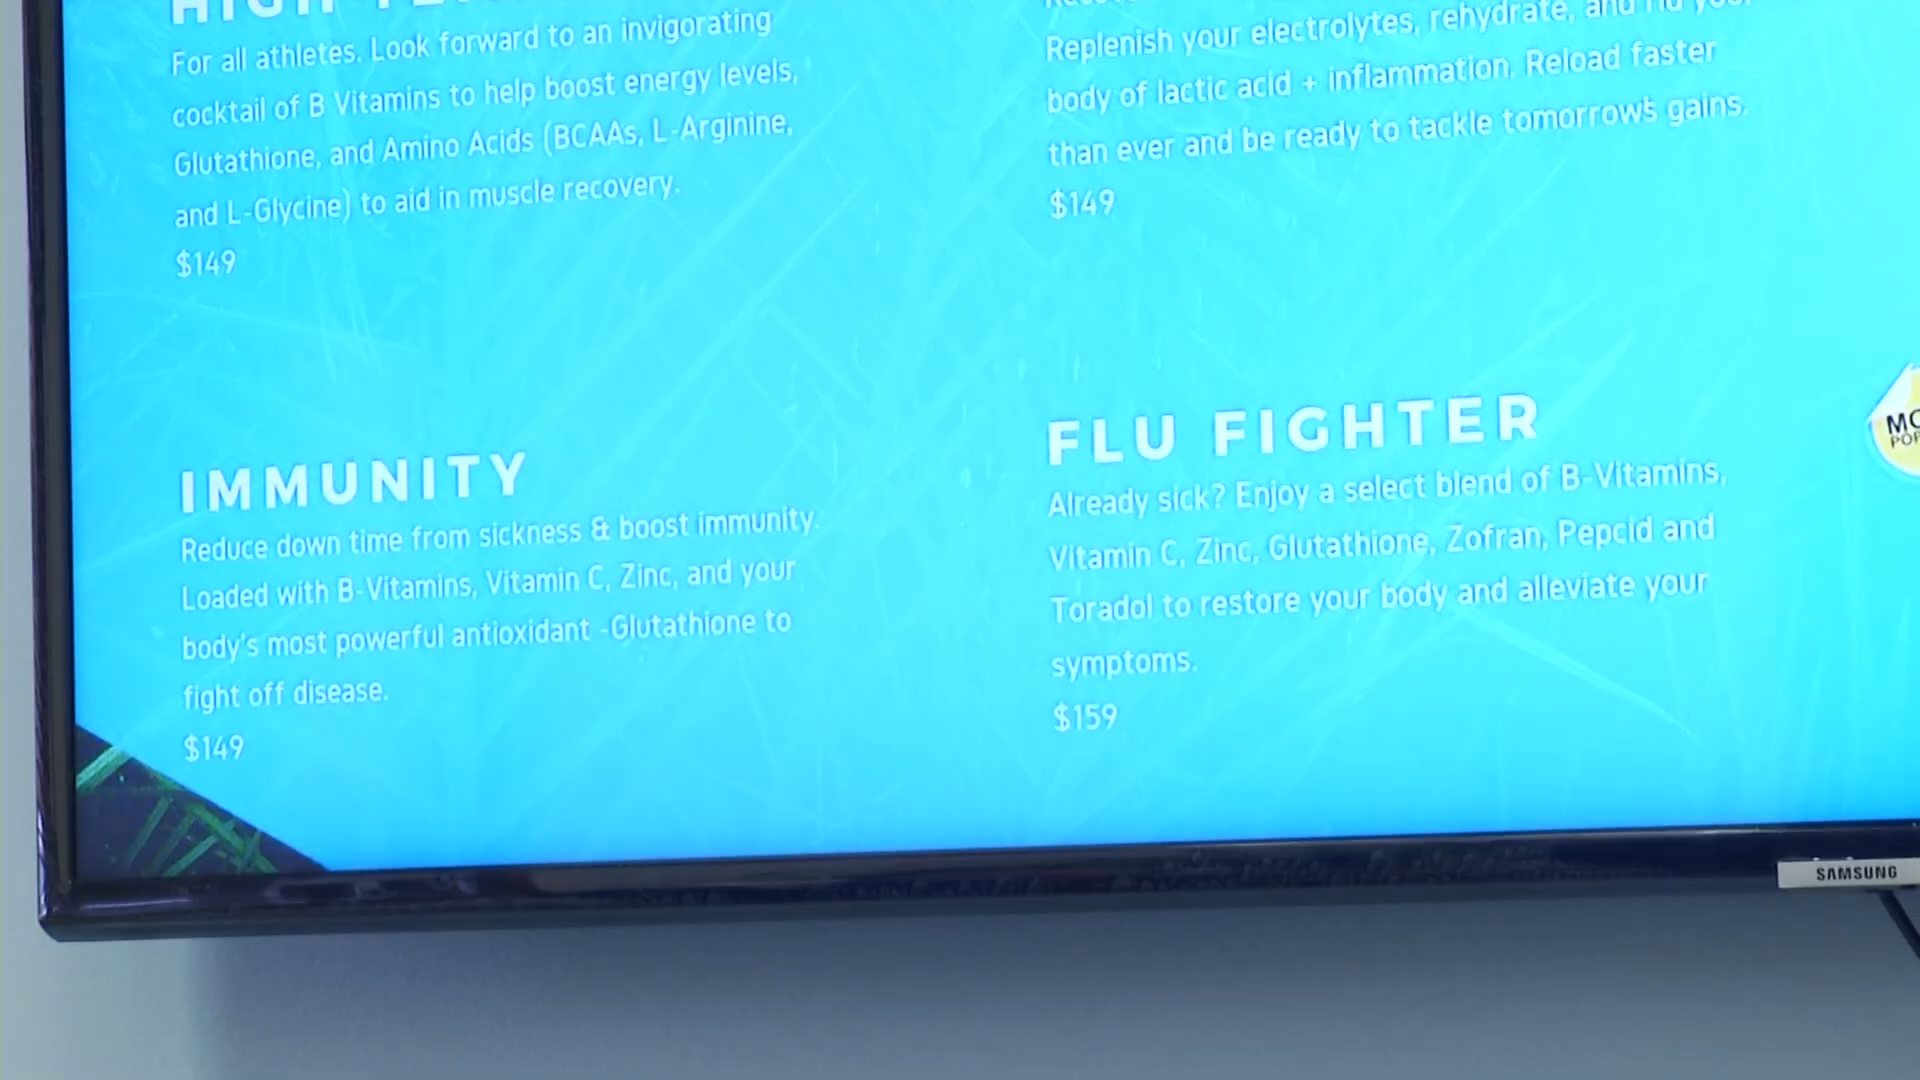 For all athletes. Look forward to an invigorating
cocktail of B Vitamins to help boost energy levels,
Glutathione, and Amino Acids (BCAAs, L-Arginine,
and L-Glycine) to aid in muscle recovery.
$149
Replenish your electrolytes, rehydrate, and
body of lactic acid + inflammation. Reload faster
than ever and be ready to tackle tomorrow's gains.
$149
IMMUNITY
Reduce down time from sickness & boost immunity.
Loaded with B-Vitamins, Vitamin C, Zinc, and your
body's most powerful antioxidant -Glutathione to
fight off disease.
$149
FLU FIGHTER
Already sick? Enjoy a select blend of B-Vitamins,
Vitamin C, Zinc, Glutathione, Zofran, Pepcid and
Toradol to restore your body and alleviate your
symptoms.
$159
SAMSUNG